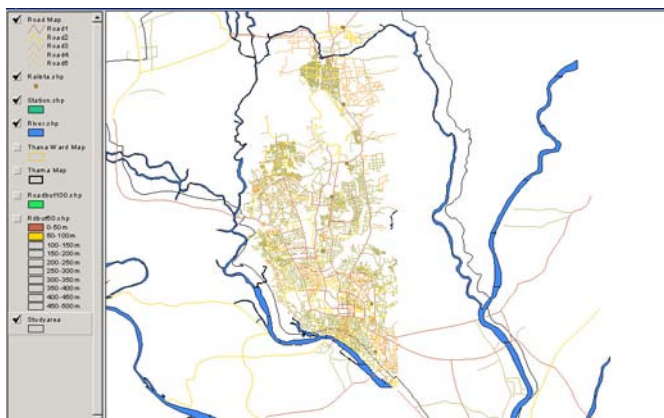 Road Map
Road1
Road2
Road3
Road4
Road5
Railsta.shp
Station.shp
River.shp
Thana Ward Map
Thama Map
Roadbuf100.shp
Rdbuf50.shp
0-50m
50-100m
100-150m
150-200m
200-250m
250-300m
300-350m
350-400m
400-450m
450-500m
Studyarea